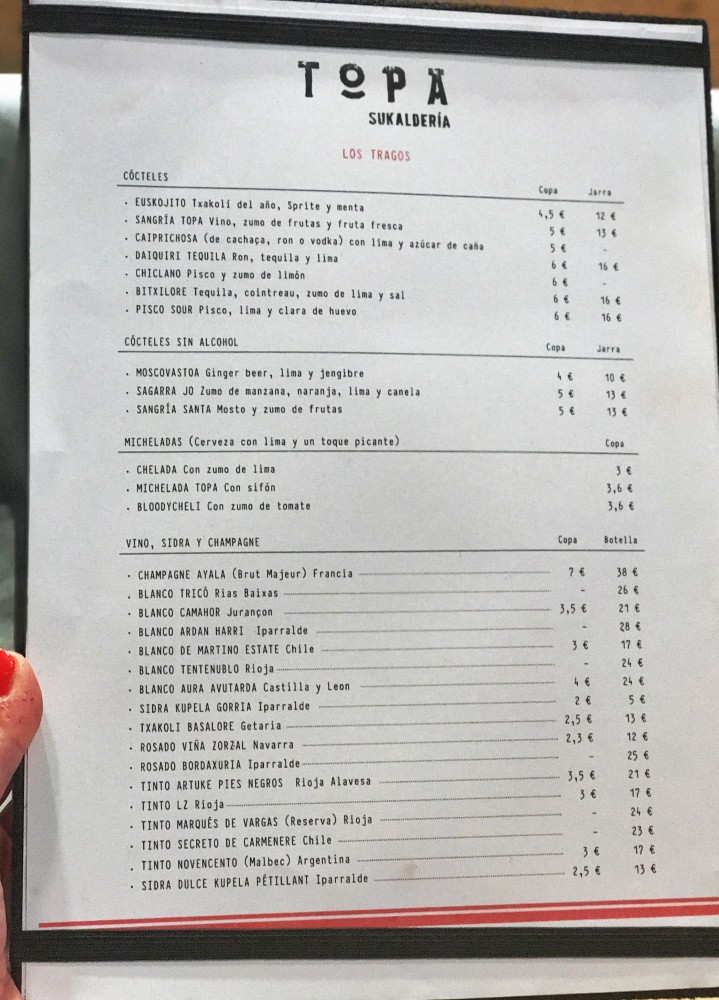 TOPA
SUKALDERÍA
LOS TRAGOS
CÓCTELES Copa Jarra
· EUSKOJITO Txakolí del año, Sprite y menta 4,5 € 12 €
· SANGRÍA TOPA Vino, zumo de frutas y fruta fresca 5 € 13 €
· CAIPRICHOSA (de cachaça, ron o vodka) con lima y azúcar de caña 5 € -
· DAIQUIRI TEQUILA Ron, tequila y lima 6 € 16 €
· CHICLANO Pisco y zumo de limón 6 € -
· BITXILORE Tequila, cointreau, zumo de lima y sal 6 € 16 €
· PISCO SOUR Pisco, lima y clara de huevo 6 € 16 €
CÓCTELES SIN ALCOHOL Copa Jarra
· MOSCOVASTOA Ginger beer, lima y jengibre 4 € 10 €
· SAGARRA JO Zumo de manzana, naranja, lima y canela 5 € 13 €
· SANGRÍA SANTA Mosto y zumo de frutas 5 € 13 €
MICHELADAS (Cerveza con lima y un toque picante) Copa
· CHELADA Con zumo de lima 3 €
· MICHELADA TOPA Con sifón 3,6 €
· BLOODYCHELI Con zumo de tomate 3,6 €
VINO, SIDRA Y CHAMPAGNE Copa Botella
· CHAMPAGNE AYALA (Brut Majeur) Francia 7 € 38 €
· BLANCO TRICÓ Rias Baixas - 26 €
· BLANCO CAMAHOR Jurançon 3,5 € 21 €
· BLANCO ARDAN HARRI Iparralde - 28 €
· BLANCO DE MARTINO ESTATE Chile 3 € 17 €
· BLANCO TENTENUBLO Rioja - 24 €
· BLANCO AURA AVUTARDA Castilla y Leon 4 € 24 €
· SIDRA KUPELA GORRIA Iparralde 2 € 5 €
· TXAKOLI BASALORE Getaria 2,5 € 13 €
· ROSADO VIÑA ZORZAL Navarra 2,3 € 12 €
· ROSADO BORDAXURIA Iparralde - 25 €
· TINTO ARTUKE PIES NEGROS Rioja Alavesa 3,5 € 21 €
· TINTO LZ Rioja 3 € 17 €
· TINTO MARQUÉS DE VARGAS (Reserva) Rioja - 24 €
· TINTO SECRETO DE CARMENERE Chile - 23 €
· TINTO NOVENCENTO (Malbec) Argentina 3 € 17 €
· SIDRA DULCE KUPELA PÉTILLANT Iparralde 2,5 € 13 €